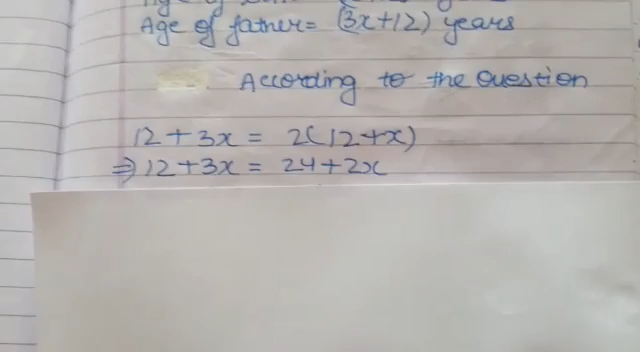 Age of father = (3x+12) years
According to the Question
12 + 3x = 2(12+x)
⇒ 12 + 3x = 24 + 2x